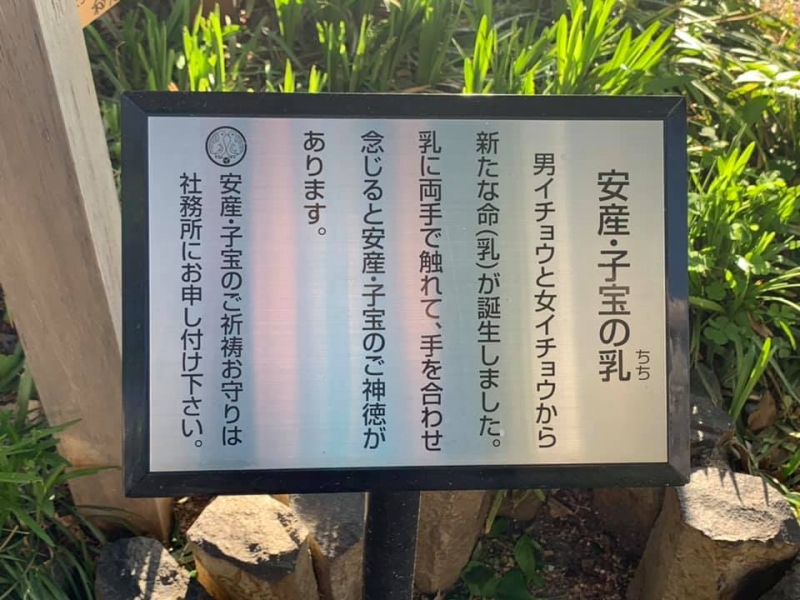 安産・子宝の乳
ちち
男イチョウと女イチョウから
新たな命(乳)が誕生しました。
乳に両手で触れて、手を合わせ
念じると安産・子宝のご神徳が
あります。
安産・子宝のご祈祷お守りは
社務所にお申し付け下さい。